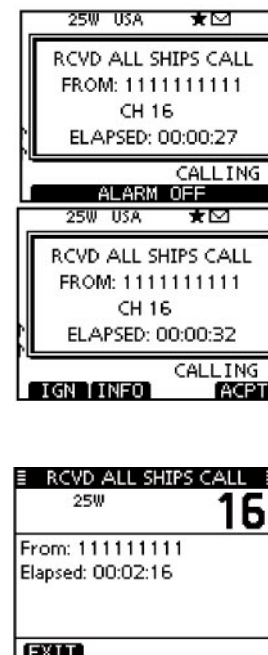 25W USA
RCVD ALL SHIPS CALL
FROM: 1111111111
CH 16
ELAPSED: 00:00:27
CALLING
ALARM OFF
25W USA
RCVD ALL SHIPS CALL
FROM: 1111111111
CH 16
ELAPSED: 00:00:32
CALLING
IGN INFO ACPT
RCVD ALL SHIPS CALL
25W 16
From: 111111111
Elapsed: 00:02:16
EXIT